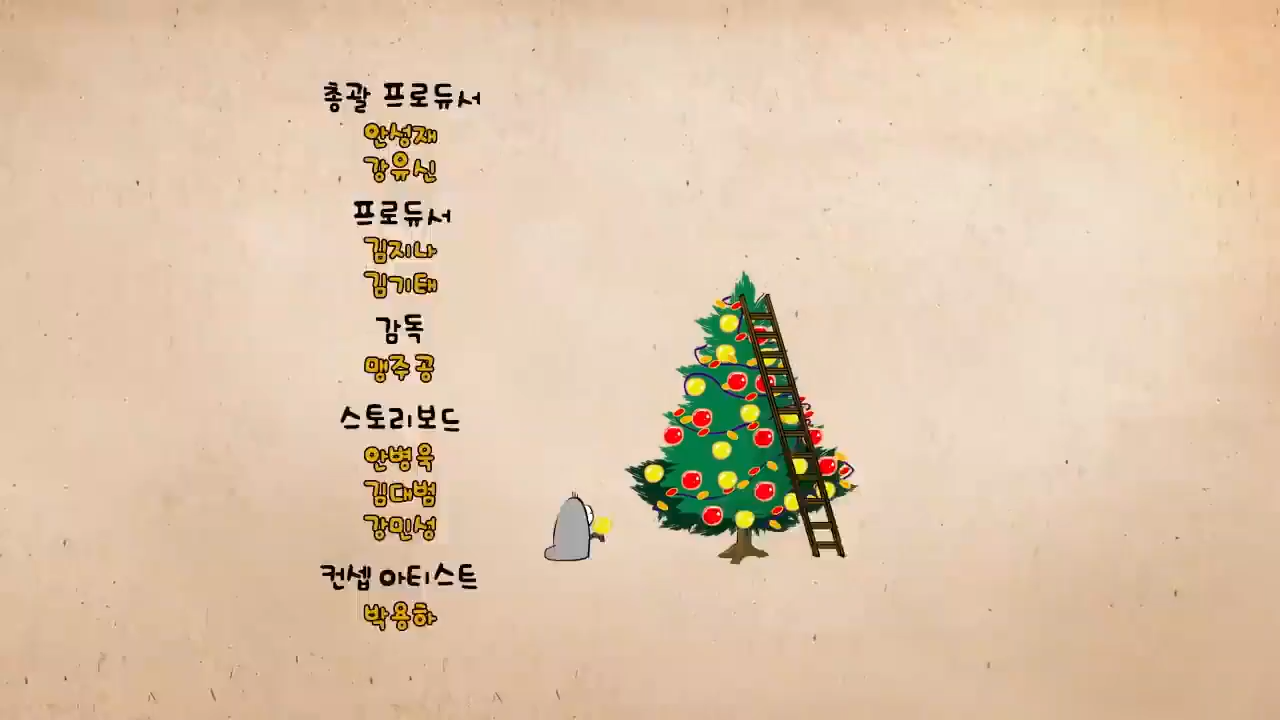 총괄 프로듀서
안성재
강유신
프로듀서
김지나
김기태
감독
맹주공
스토리보드
안병욱
김대범
강민성
컨셉 아티스트
박용하